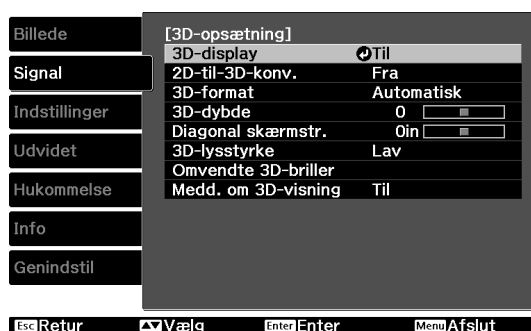 Billede
Signal
Indstillinger
Udvidet
Hukommelse
Info
Genindstil
[3D-opsætning]
3D-display Til
2D-til-3D-konv. Fra
3D-format Automatisk
3D-dybde 0
Diagonal skærmstr. 0in
3D-lysstyrke Lav
Omvendte 3D-briller
Medd. om 3D-visning Til
Esc Retur Vælg Enter Enter Menu Afslut